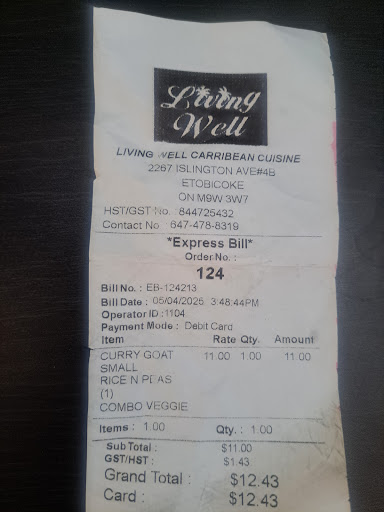 Living
Well
LIVING WELL CARRIBEAN CUISINE
2267 ISLINGTON AVE#4B
ETOBICOKE
ON M9W 3W7
HST/GST No. 844725432
Contact No 647-478-8319
*Express Bill*
Order No. :
124
Bill No. : EB-124213
Bill Date : 05/04/2025 3:48:44PM
Operator ID :1104
Payment Mode : Debit Card
Item Rate Qty. Amount
CURRY GOAT 11.00 1.00 11.00
SMALL
RICE N PEAS
(1)
COMBO VEGGIE
Items : 1.00 Qty. : 1.00
Sub Total : $11.00
GST/HST : $1.43
Grand Total : $12.43
Card : $12.43